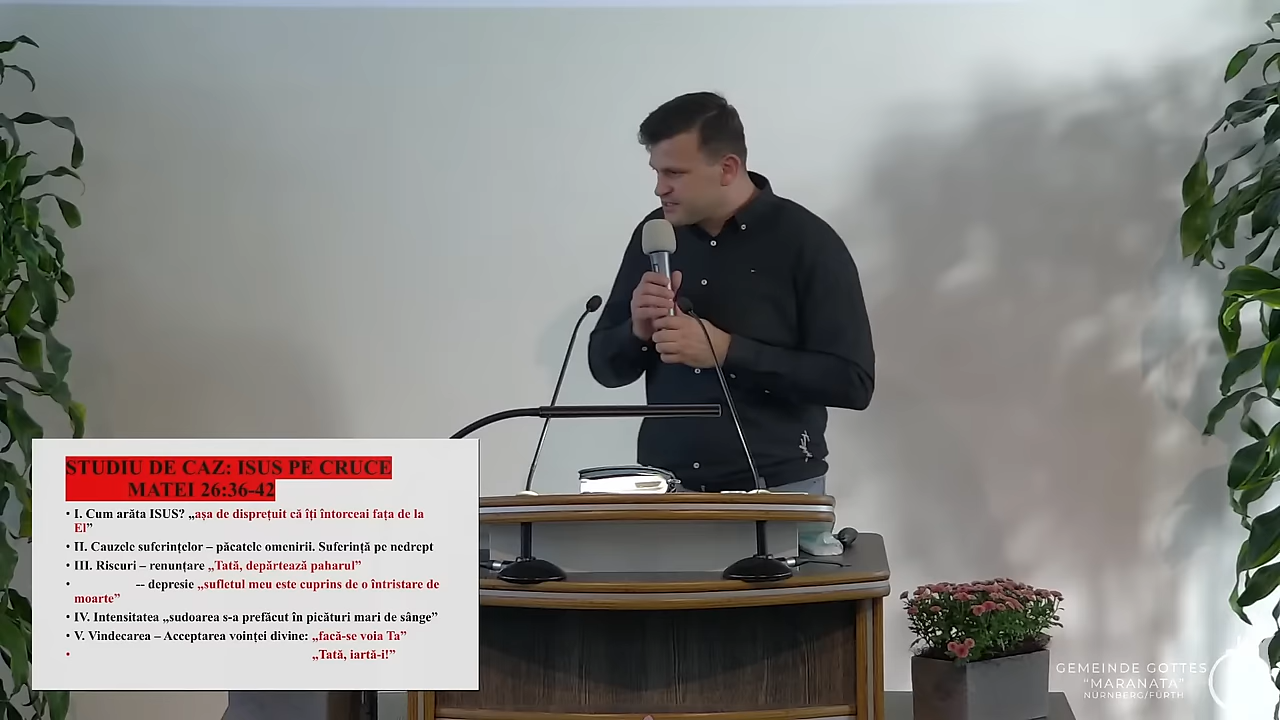 STUDIU DE CAZ: ISUS PE CRUCE
MATEI 26:36-42
• I. Cum arăta ISUS? „așa de disprețuit că îți întorceai fața de la
El”
• II. Cauzele suferințelor – păcatele omenirii. Suferință pe nedrept
• III. Riscuri – renunțare „Tată, depărtează paharul”
• -- depresie „sufletul meu este cuprins de o întristare de
moarte”
• IV. Intensitatea „sudoarea s-a prefăcut în picături mari de sânge”
• V. Vindecarea – Acceptarea voinței divine: „facă-se voia Ta”
• „Tată, iartă-i!”
GEMEINDE GOTTES
"MARANATA"
NÜRNBERG/FÜRTH